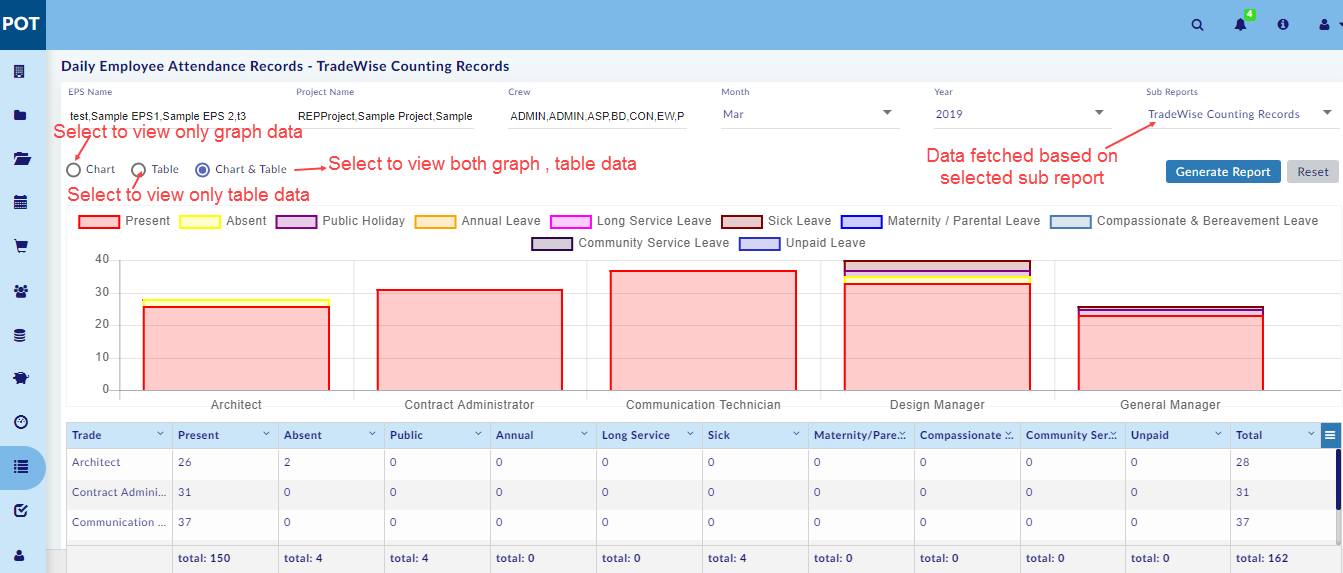 POT
4
Daily Employee Attendance Records - TradeWise Counting Records
EPS Name Project Name Crew Month Year Sub Reports
test,Sample EPS1,Sample EPS 2,t3 REPProject,Sample Project,Sample ADMIN,ADMIN,ASP,BD,CON,EW,P Mar 2019 TradeWise Counting Records
Select to view only graph data
Chart Table Chart & Table Select to view both graph , table data
Data fetched based on
selected sub report
Generate Report Reset
Select to view only table data
Present Absent Public Holiday Annual Leave Long Service Leave Sick Leave Maternity / Parental Leave Compassionate & Bereavement Leave
Community Service Leave Unpaid Leave
40
30
20
10
0
Architect Contract Administrator Communication Technician Design Manager General Manager
Trade Present Absent Public Annual Long Service Sick Maternity/Pare... Compassionate ... Community Ser... Unpaid Total
Architect 26 2 0 0 0 0 0 0 0 0 28
Contract Admini... 31 0 0 0 0 0 0 0 0 0 31
Communication ... 37 0 0 0 0 0 0 0 0 0 37
total: 150 total: 4 total: 4 total: 0 total: 0 total: 4 total: 0 total: 0 total: 0 total: 0 total: 162